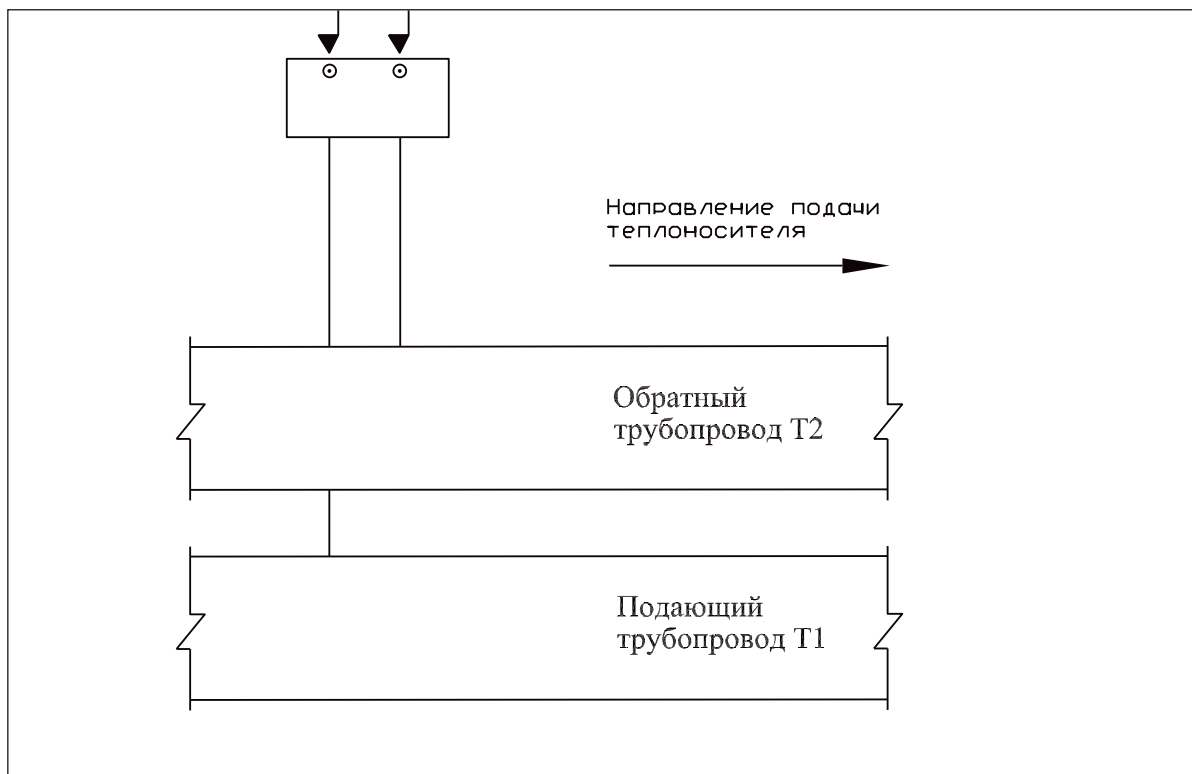 Направление подачи
теплоносителя
Обратный
трубопровод Т2
Подающий
трубопровод Т1